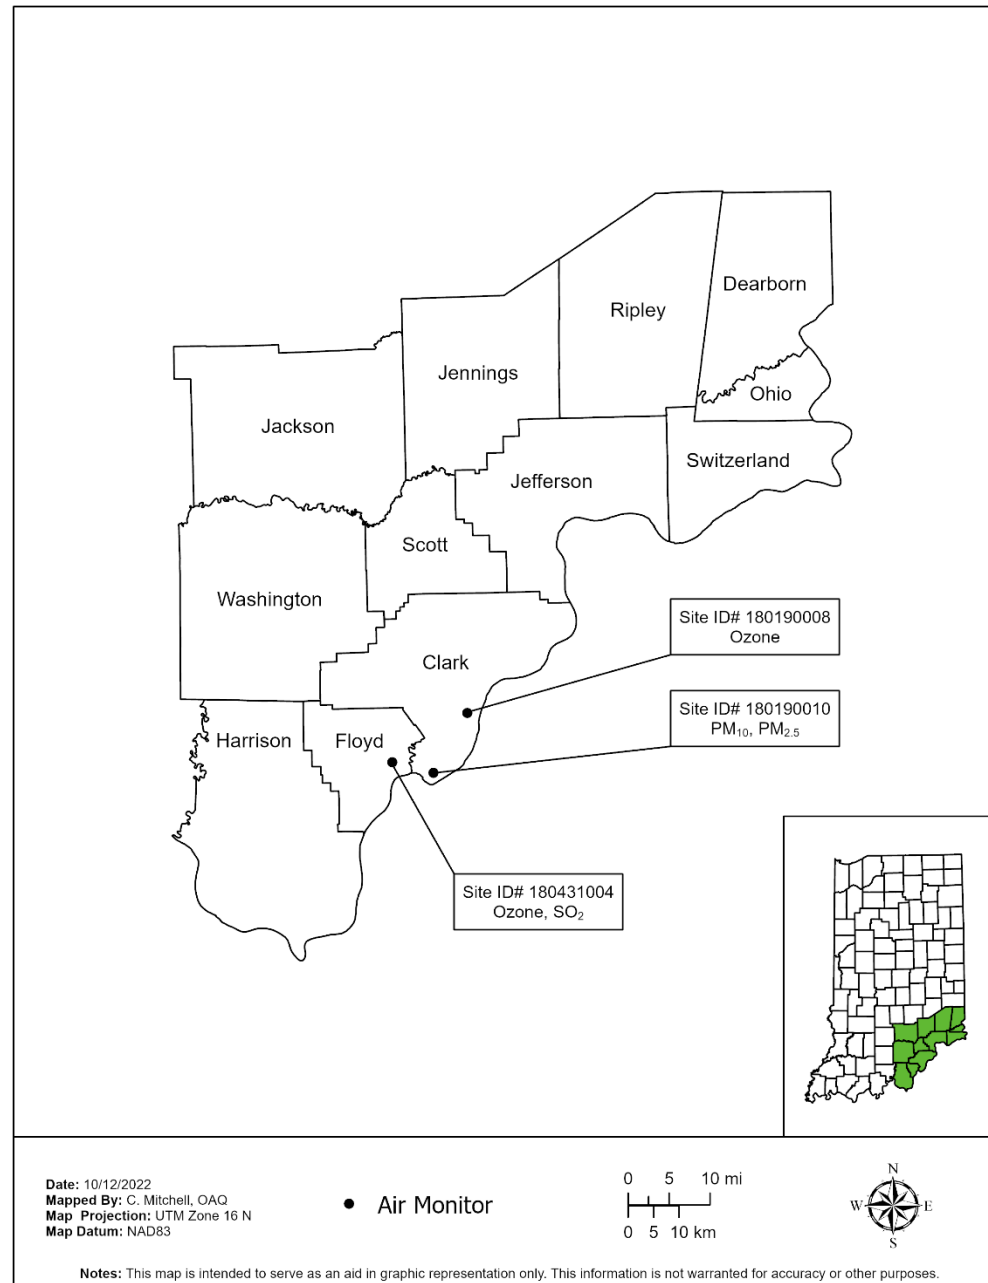 Dearborn
Ripley
Jennings
Ohio
Jackson
Switzerland
Jefferson
Scott
Washington
Site ID# 180190008
Ozone
Clark
Site ID# 180190010
PM₁₀, PM₂.₅
Harrison
Floyd
Site ID# 180431004
Ozone, SO₂
Date: 10/12/2022
Mapped By: C. Mitchell, OAQ
Map Projection: UTM Zone 16 N
Map Datum: NAD83
Air Monitor
0 5 10 mi
0 5 10 km
N
W E
S
Notes: This map is intended to serve as an aid in graphic representation only. This information is not warranted for accuracy or other purposes.